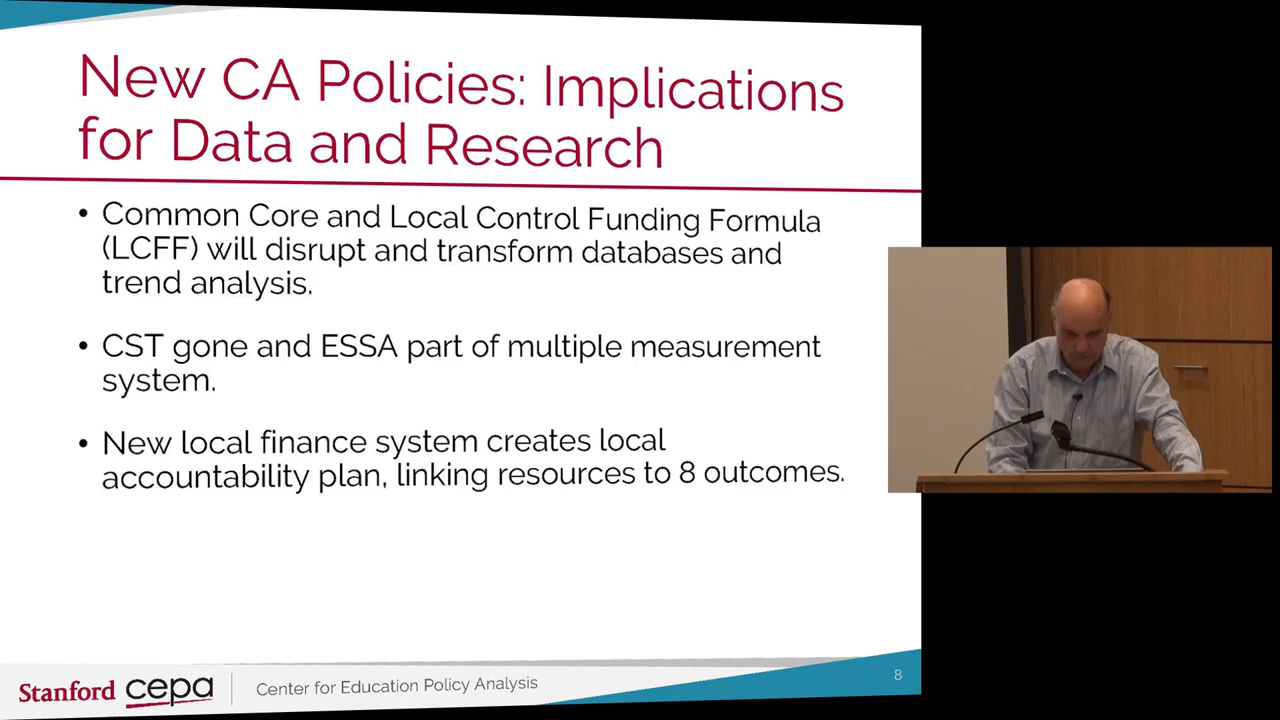 New CA Policies: Implications
for Data and Research
• Common Core and Local Control Funding Formula
(LCFF) will disrupt and transform databases and
trend analysis.
• CST gone and ESSA part of multiple measurement
system.
• New local finance system creates local
accountability plan, linking resources to 8 outcomes.
Stanford cepa Center for Education Policy Analysis
8